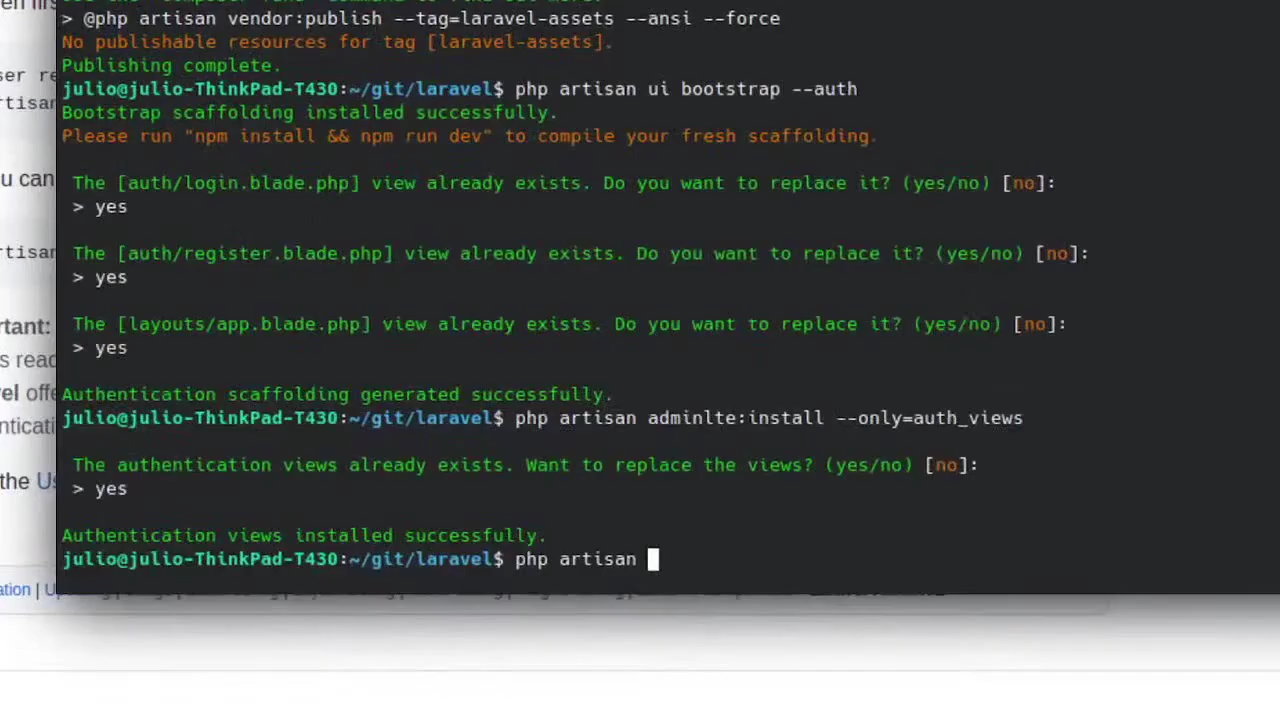 > @php artisan vendor:publish --tag=laravel-assets --ansi --force
No publishable resources for tag [laravel-assets].
Publishing complete.
julio@julio-ThinkPad-T430:~/git/laravel$ php artisan ui bootstrap --auth
Bootstrap scaffolding installed successfully.
Please run "npm install && npm run dev" to compile your fresh scaffolding.
The [auth/login.blade.php] view already exists. Do you want to replace it? (yes/no) [no]:
> yes
The [auth/register.blade.php] view already exists. Do you want to replace it? (yes/no) [no]:
> yes
The [layouts/app.blade.php] view already exists. Do you want to replace it? (yes/no) [no]:
> yes
Authentication scaffolding generated successfully.
julio@julio-ThinkPad-T430:~/git/laravel$ php artisan adminlte:install --only=auth_views
The authentication views already exists. Want to replace the views? (yes/no) [no]:
> yes
Authentication views installed successfully.
julio@julio-ThinkPad-T430:~/git/laravel$ php artisan
u can
rtant:
the